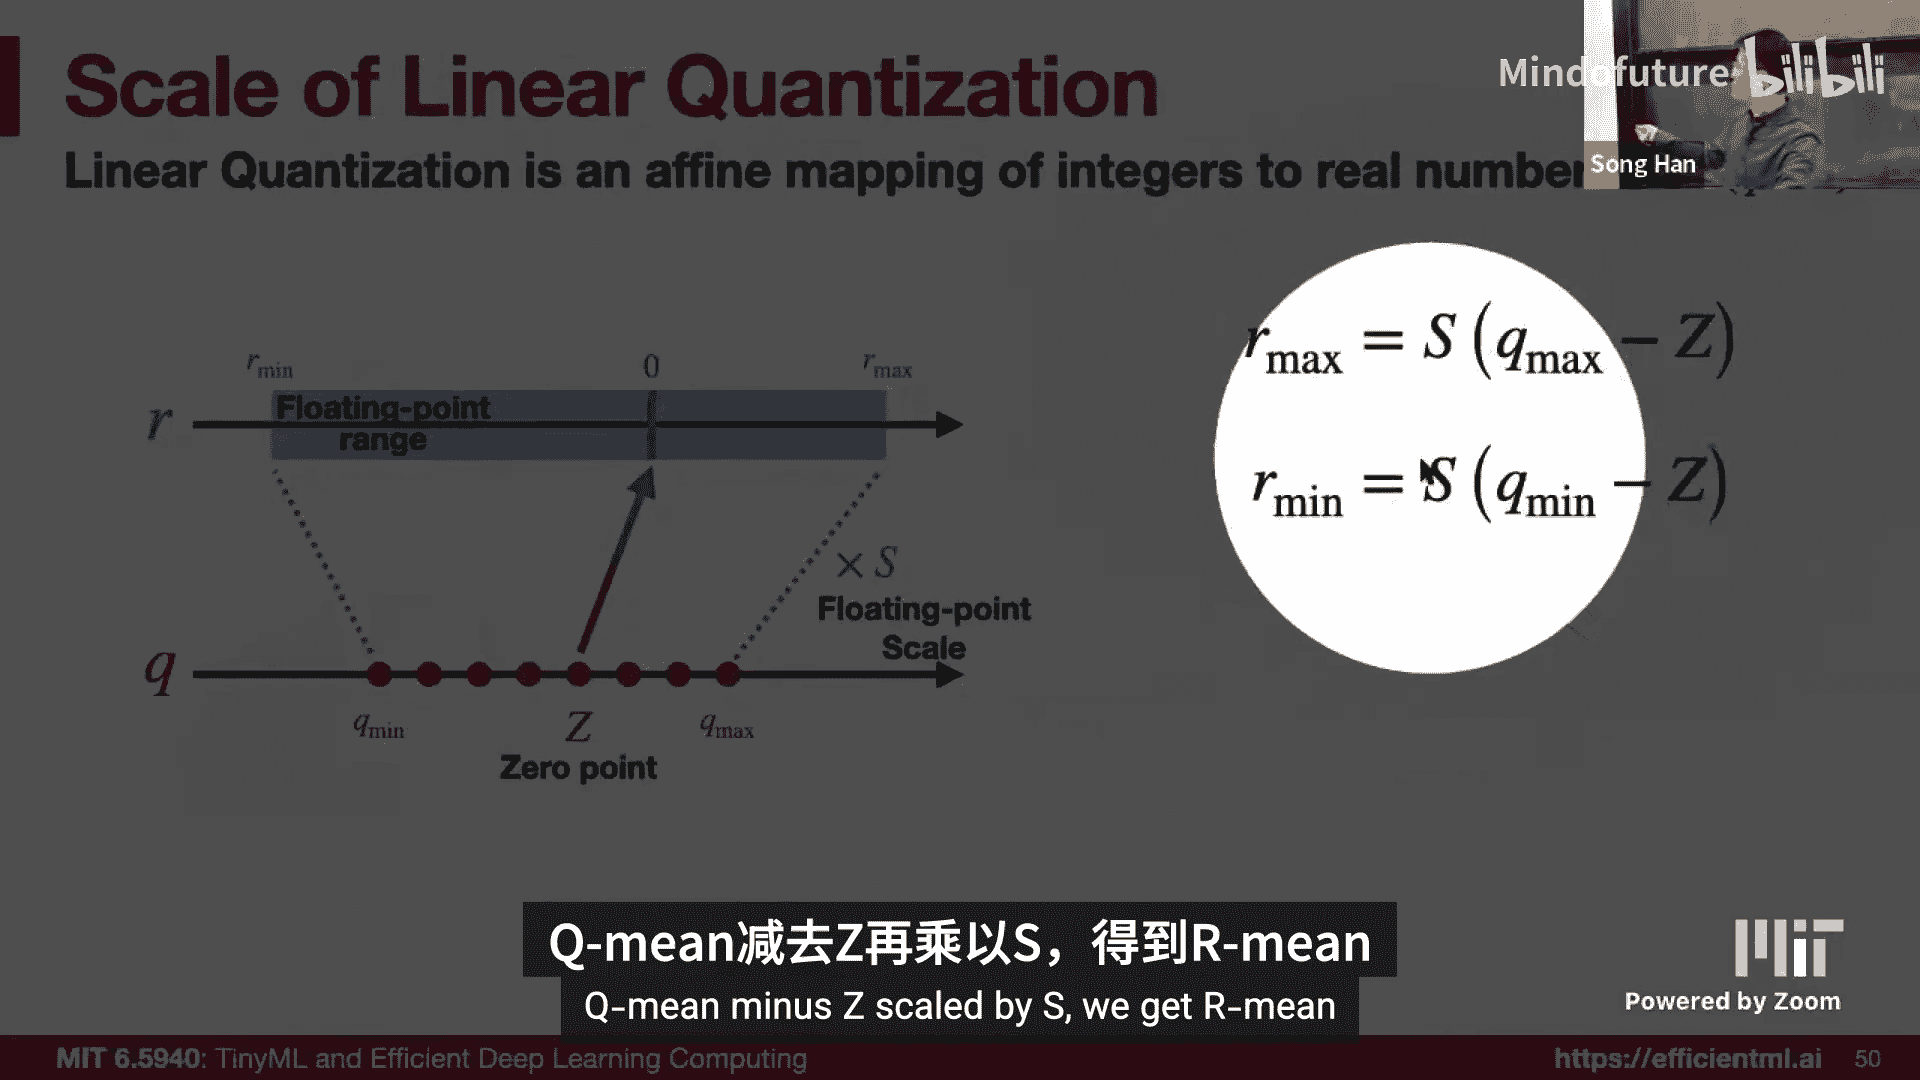 Scale of Linear Quantization
Mindofuture
bilibili
Linear Quantization is an affine mapping of integers to real number
Song Han
r_min
0
r_max
r
Floating-point
range
r_max = S (q_max − Z)
r_min = S (q_min − Z)
× S
Floating-point
Scale
q
q_min
Z
q_max
Zero point
Q-mean减去Z再乘以S，得到R-mean
Q-mean minus Z scaled by S, we get R-mean
MIT
Powered by Zoom
MIT 6.5940: TinyML and Efficient Deep Learning Computing
https://efficientml.ai
50